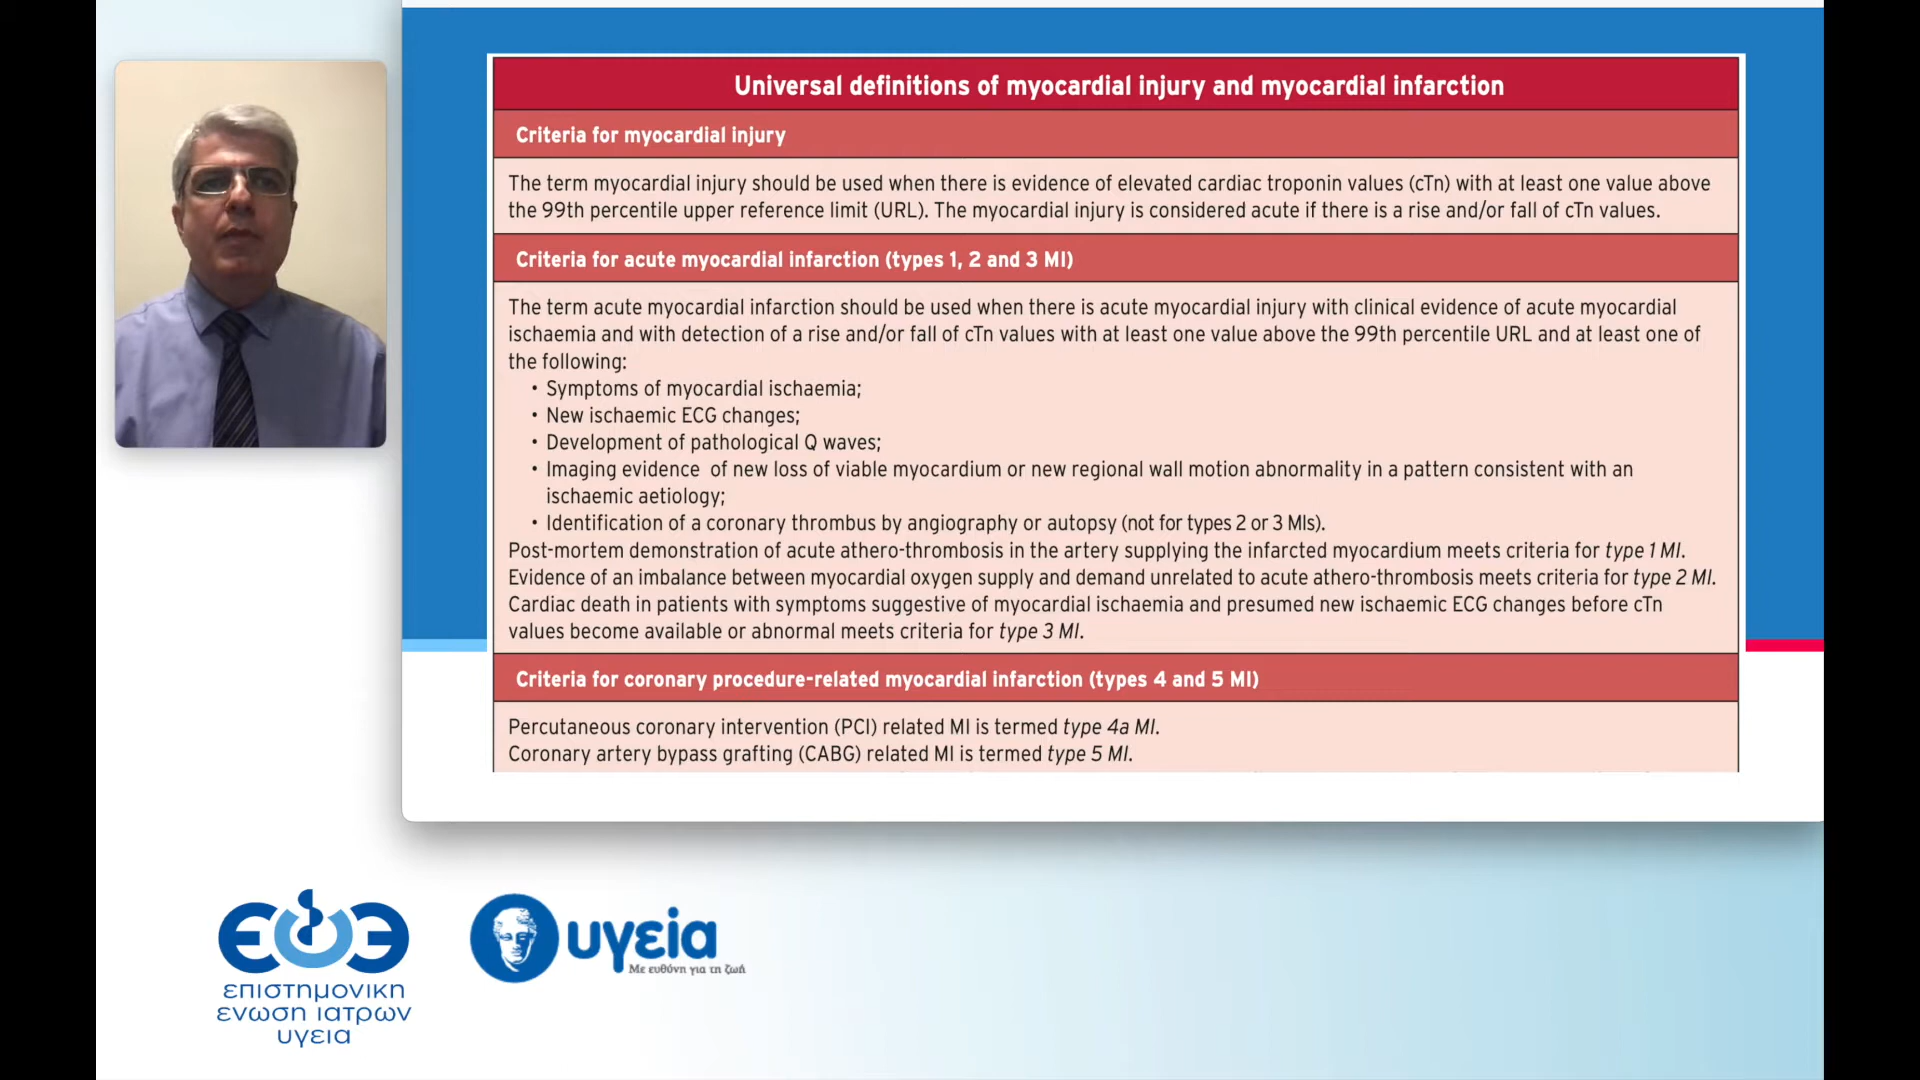 Universal definitions of myocardial injury and myocardial infarction
Criteria for myocardial injury
The term myocardial injury should be used when there is evidence of elevated cardiac troponin values (cTn) with at least one value above
the 99th percentile upper reference limit (URL). The myocardial injury is considered acute if there is a rise and/or fall of cTn values.
Criteria for acute myocardial infarction (types 1, 2 and 3 MI)
The term acute myocardial infarction should be used when there is acute myocardial injury with clinical evidence of acute myocardial
ischaemia and with detection of a rise and/or fall of cTn values with at least one value above the 99th percentile URL and at least one of
the following:
• Symptoms of myocardial ischaemia;
• New ischaemic ECG changes;
• Development of pathological Q waves;
• Imaging evidence of new loss of viable myocardium or new regional wall motion abnormality in a pattern consistent with an
ischaemic aetiology;
• Identification of a coronary thrombus by angiography or autopsy (not for types 2 or 3 MIs).
Post-mortem demonstration of acute athero-thrombosis in the artery supplying the infarcted myocardium meets criteria for type 1 MI.
Evidence of an imbalance between myocardial oxygen supply and demand unrelated to acute athero-thrombosis meets criteria for type 2 MI.
Cardiac death in patients with symptoms suggestive of myocardial ischaemia and presumed new ischaemic ECG changes before cTn
values become available or abnormal meets criteria for type 3 MI.
Criteria for coronary procedure-related myocardial infarction (types 4 and 5 MI)
Percutaneous coronary intervention (PCI) related MI is termed type 4a MI.
Coronary artery bypass grafting (CABG) related MI is termed type 5 MI.
επιστημονικη
ενωση ιατρων
υγεια
υγεία
Με ευθύνη για τη ζωή